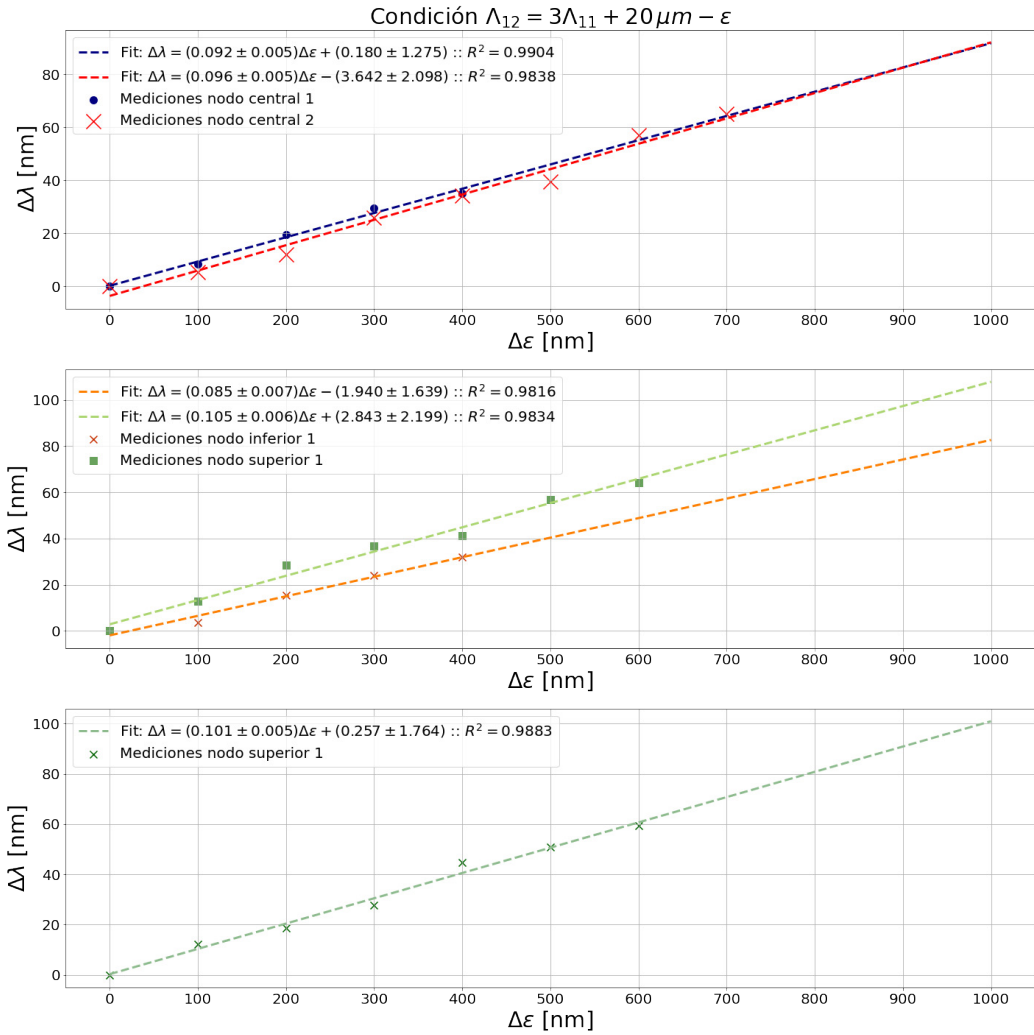 Condición Λ₁₂ = 3Λ₁₁ + 20 μm − ε
Fit: Δλ = (0.092 ± 0.005)Δε + (0.180 ± 1.275) :: R² = 0.9904
Fit: Δλ = (0.096 ± 0.005)Δε − (3.642 ± 2.098) :: R² = 0.9838
Mediciones nodo central 1
Mediciones nodo central 2
80
60
40
20
0
Δλ [nm]
0 100 200 300 400 500 600 700 800 900 1000
Δε [nm]
Fit: Δλ = (0.085 ± 0.007)Δε − (1.940 ± 1.639) :: R² = 0.9816
Fit: Δλ = (0.105 ± 0.006)Δε + (2.843 ± 2.199) :: R² = 0.9834
Mediciones nodo inferior 1
Mediciones nodo superior 1
100
80
60
40
20
0
Δλ [nm]
0 100 200 300 400 500 600 700 800 900 1000
Δε [nm]
Fit: Δλ = (0.101 ± 0.005)Δε + (0.257 ± 1.764) :: R² = 0.9883
Mediciones nodo superior 1
100
80
60
40
20
0
Δλ [nm]
0 100 200 300 400 500 600 700 800 900 1000
Δε [nm]